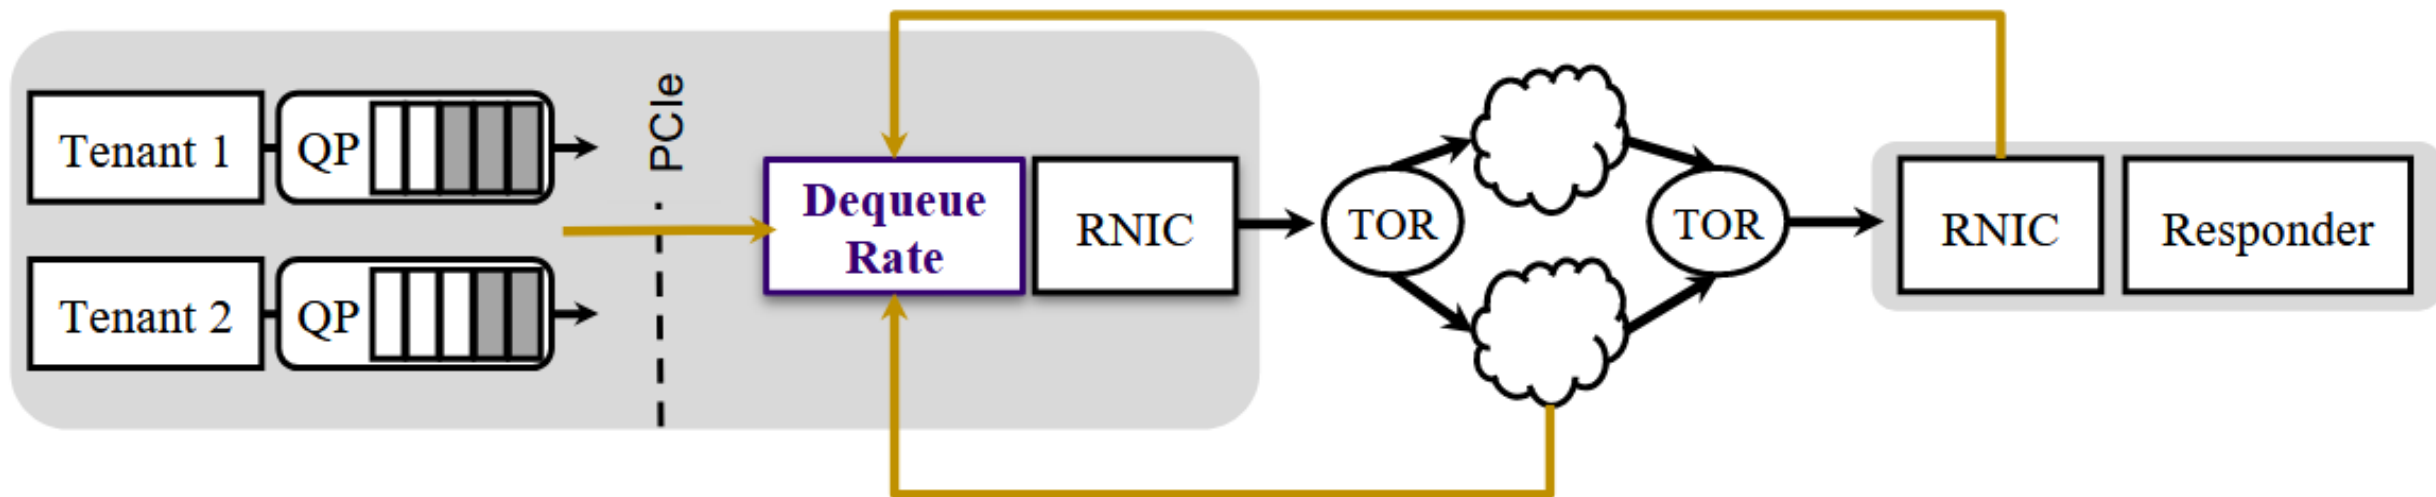 Tenant 1
QP
PCIe
Dequeue
Rate
RNIC
TOR
TOR
RNIC
Responder
Tenant 2
QP